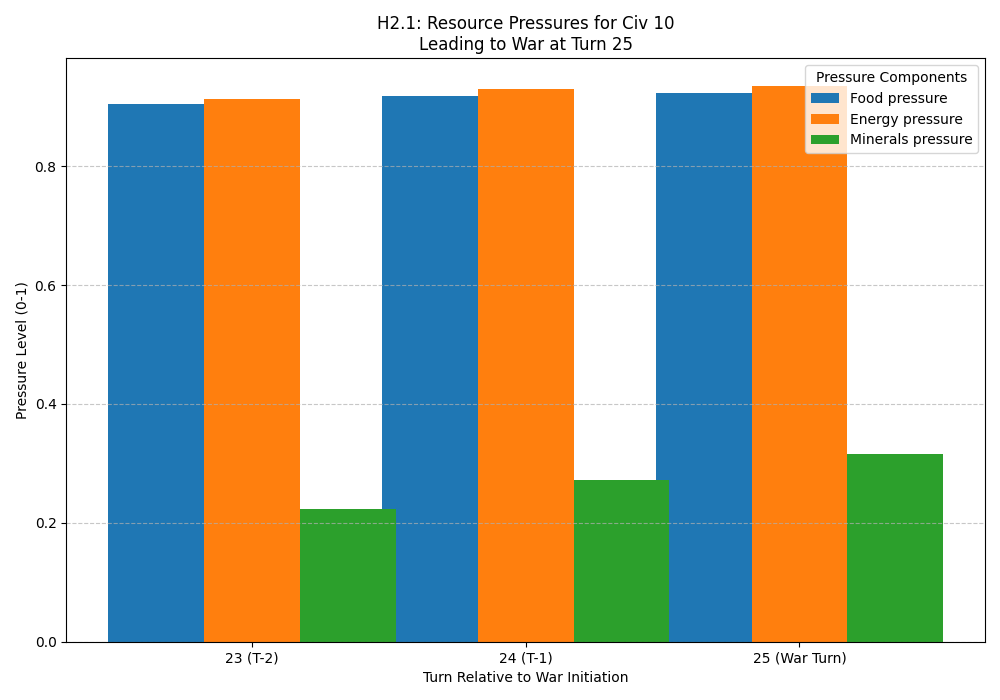 H2.1: Resource Pressures for Civ 10
Leading to War at Turn 25
Pressure Components
Food pressure
Energy pressure
Minerals pressure
Pressure Level (0-1)
0.8
0.6
0.4
0.2
0.0
23 (T-2)
24 (T-1)
25 (War Turn)
Turn Relative to War Initiation